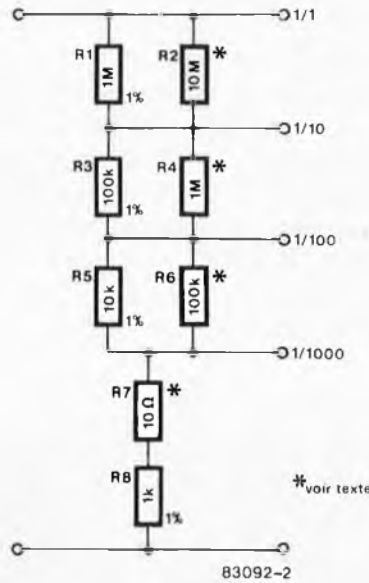 1/1
R1
1M
1%
R2
10M
*
1/10
R3
100k
1%
R4
1M
*
1/100
R5
10k
1%
R6
100k
*
1/1000
R7
10Ω
*
R8
1k
1%
*voir texte
83092-2